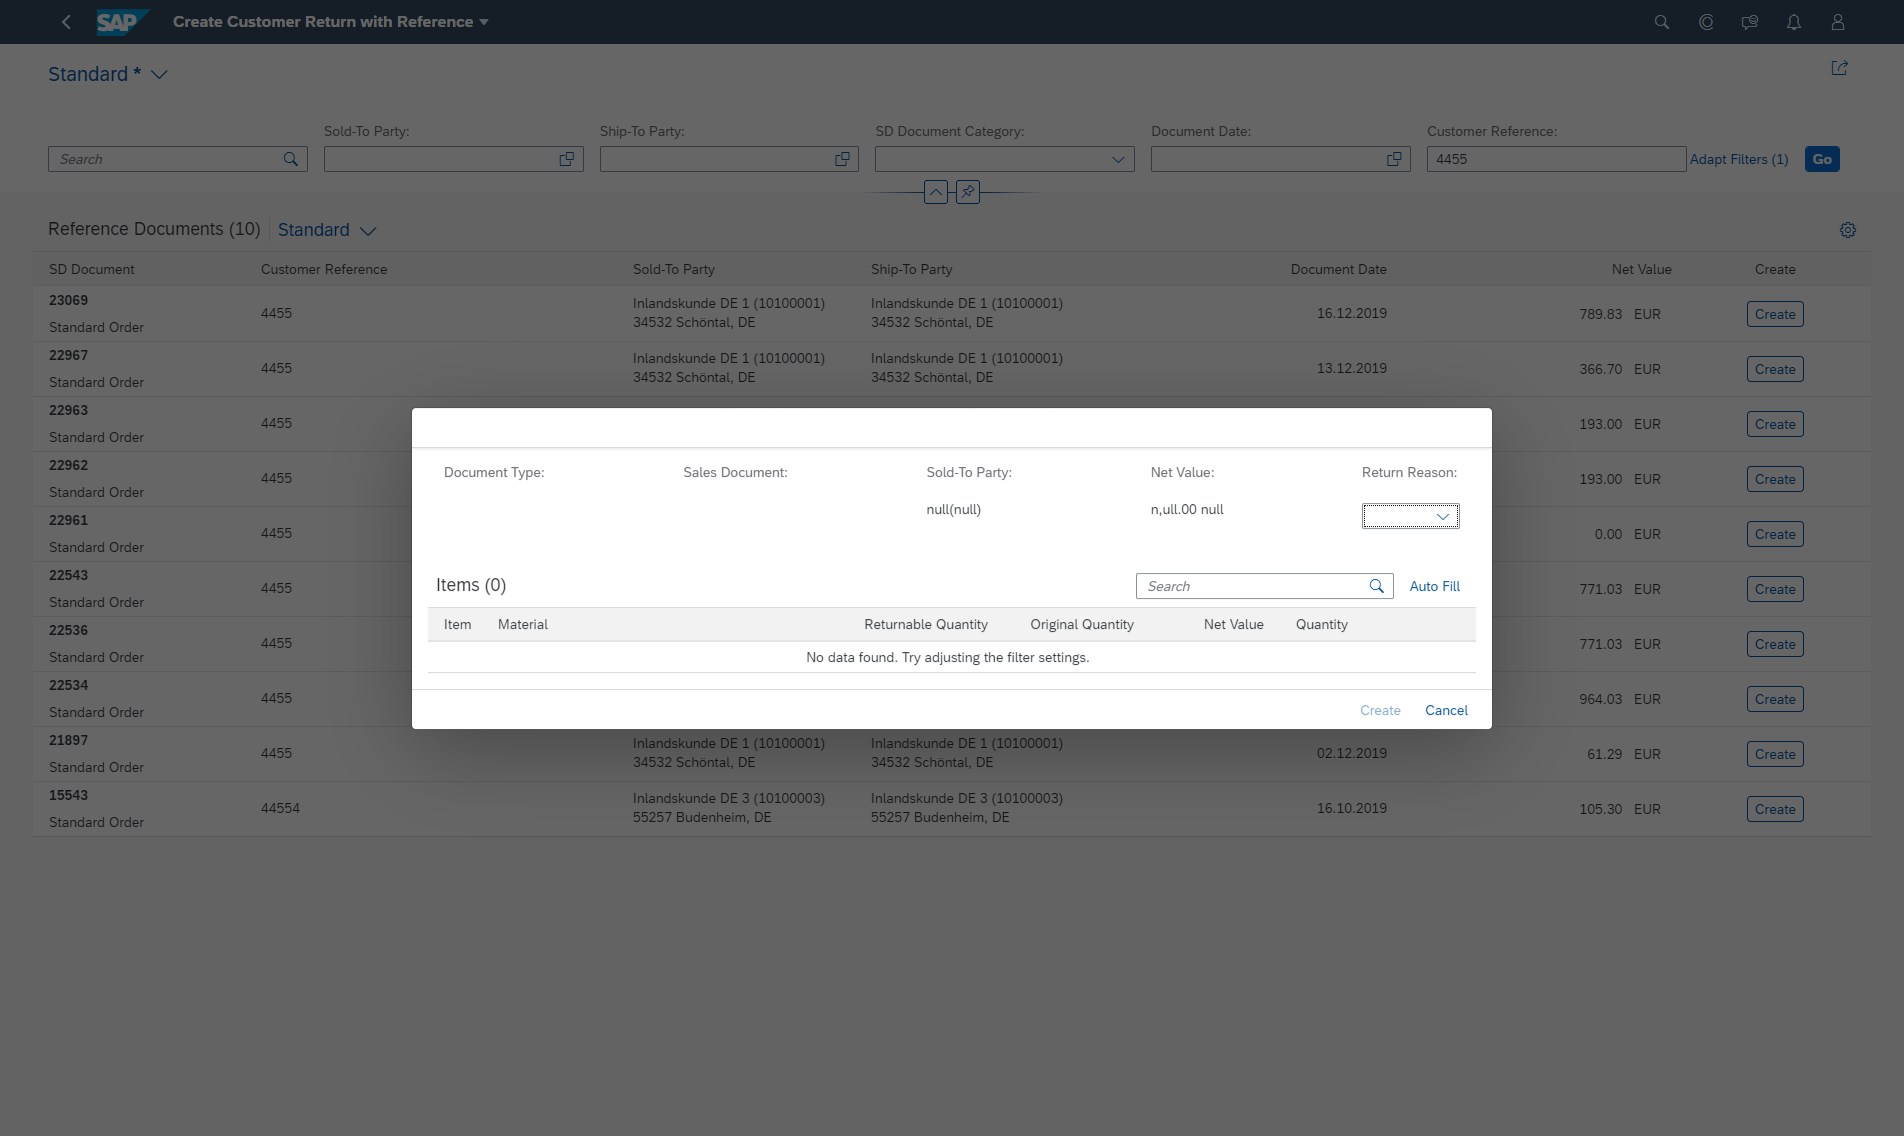 SAP Create Customer Return with Reference
Standard *
Sold-To Party: Ship-To Party: SD Document Category: Document Date: Customer Reference:
Search 4455 Adapt Filters (1) Go
Reference Documents (10) Standard
SD Document Customer Reference Sold-To Party Ship-To Party Document Date Net Value Create
23069
Standard Order
4455
Inlandskunde DE 1 (10100001)
34532 Schöntal, DE
Inlandskunde DE 1 (10100001)
34532 Schöntal, DE
16.12.2019
789.83 EUR
Create
22967
Standard Order
4455
Inlandskunde DE 1 (10100001)
34532 Schöntal, DE
Inlandskunde DE 1 (10100001)
34532 Schöntal, DE
13.12.2019
366.70 EUR
Create
22963
Standard Order
4455
193.00 EUR
Create
22962
Standard Order
4455
193.00 EUR
Create
22961
Standard Order
4455
0.00 EUR
Create
22543
Standard Order
4455
771.03 EUR
Create
22536
Standard Order
4455
771.03 EUR
Create
22534
Standard Order
4455
964.03 EUR
Create
21897
Standard Order
4455
Inlandskunde DE 1 (10100001)
34532 Schöntal, DE
Inlandskunde DE 1 (10100001)
34532 Schöntal, DE
02.12.2019
61.29 EUR
Create
15543
Standard Order
44554
Inlandskunde DE 3 (10100003)
55257 Budenheim, DE
Inlandskunde DE 3 (10100003)
55257 Budenheim, DE
16.10.2019
105.30 EUR
Create
Document Type: Sales Document: Sold-To Party: Net Value: Return Reason:
null(null) n,ull.00 null
Items (0) Search Auto Fill
Item Material Returnable Quantity Original Quantity Net Value Quantity
No data found. Try adjusting the filter settings.
Create Cancel